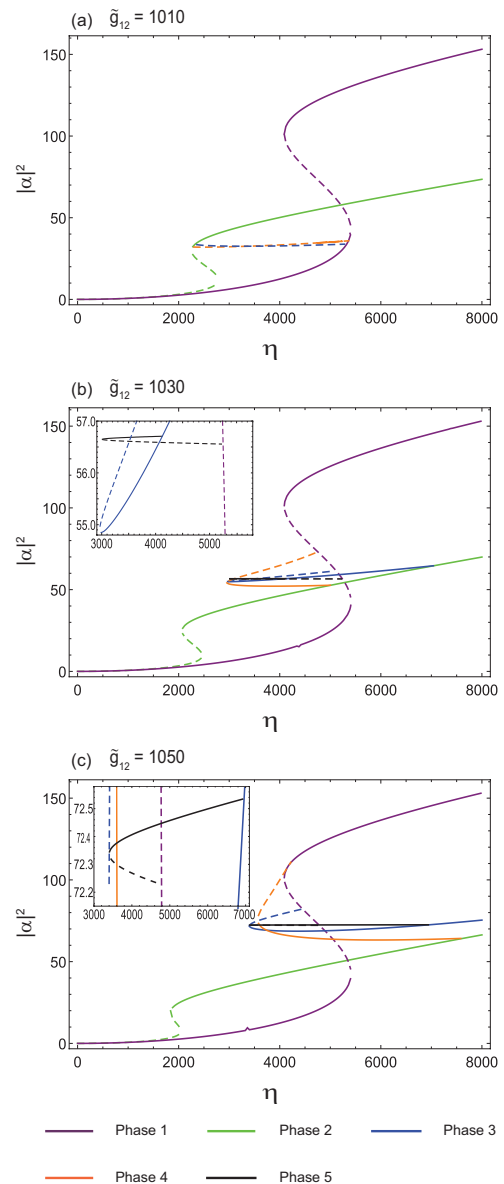 (a) g̃₁₂ = 1010
150
100
50
0
|α|²
0 2000 4000 6000 8000
η
(b) g̃₁₂ = 1030
150
100
50
0
|α|²
57.0
56.0
55.0
3000 4000 5000
0 2000 4000 6000 8000
η
(c) g̃₁₂ = 1050
150
100
50
0
|α|²
72.5
72.4
72.3
72.2
3000 4000 5000 6000 7000
0 2000 4000 6000 8000
η
Phase 1 Phase 2 Phase 3
Phase 4 Phase 5